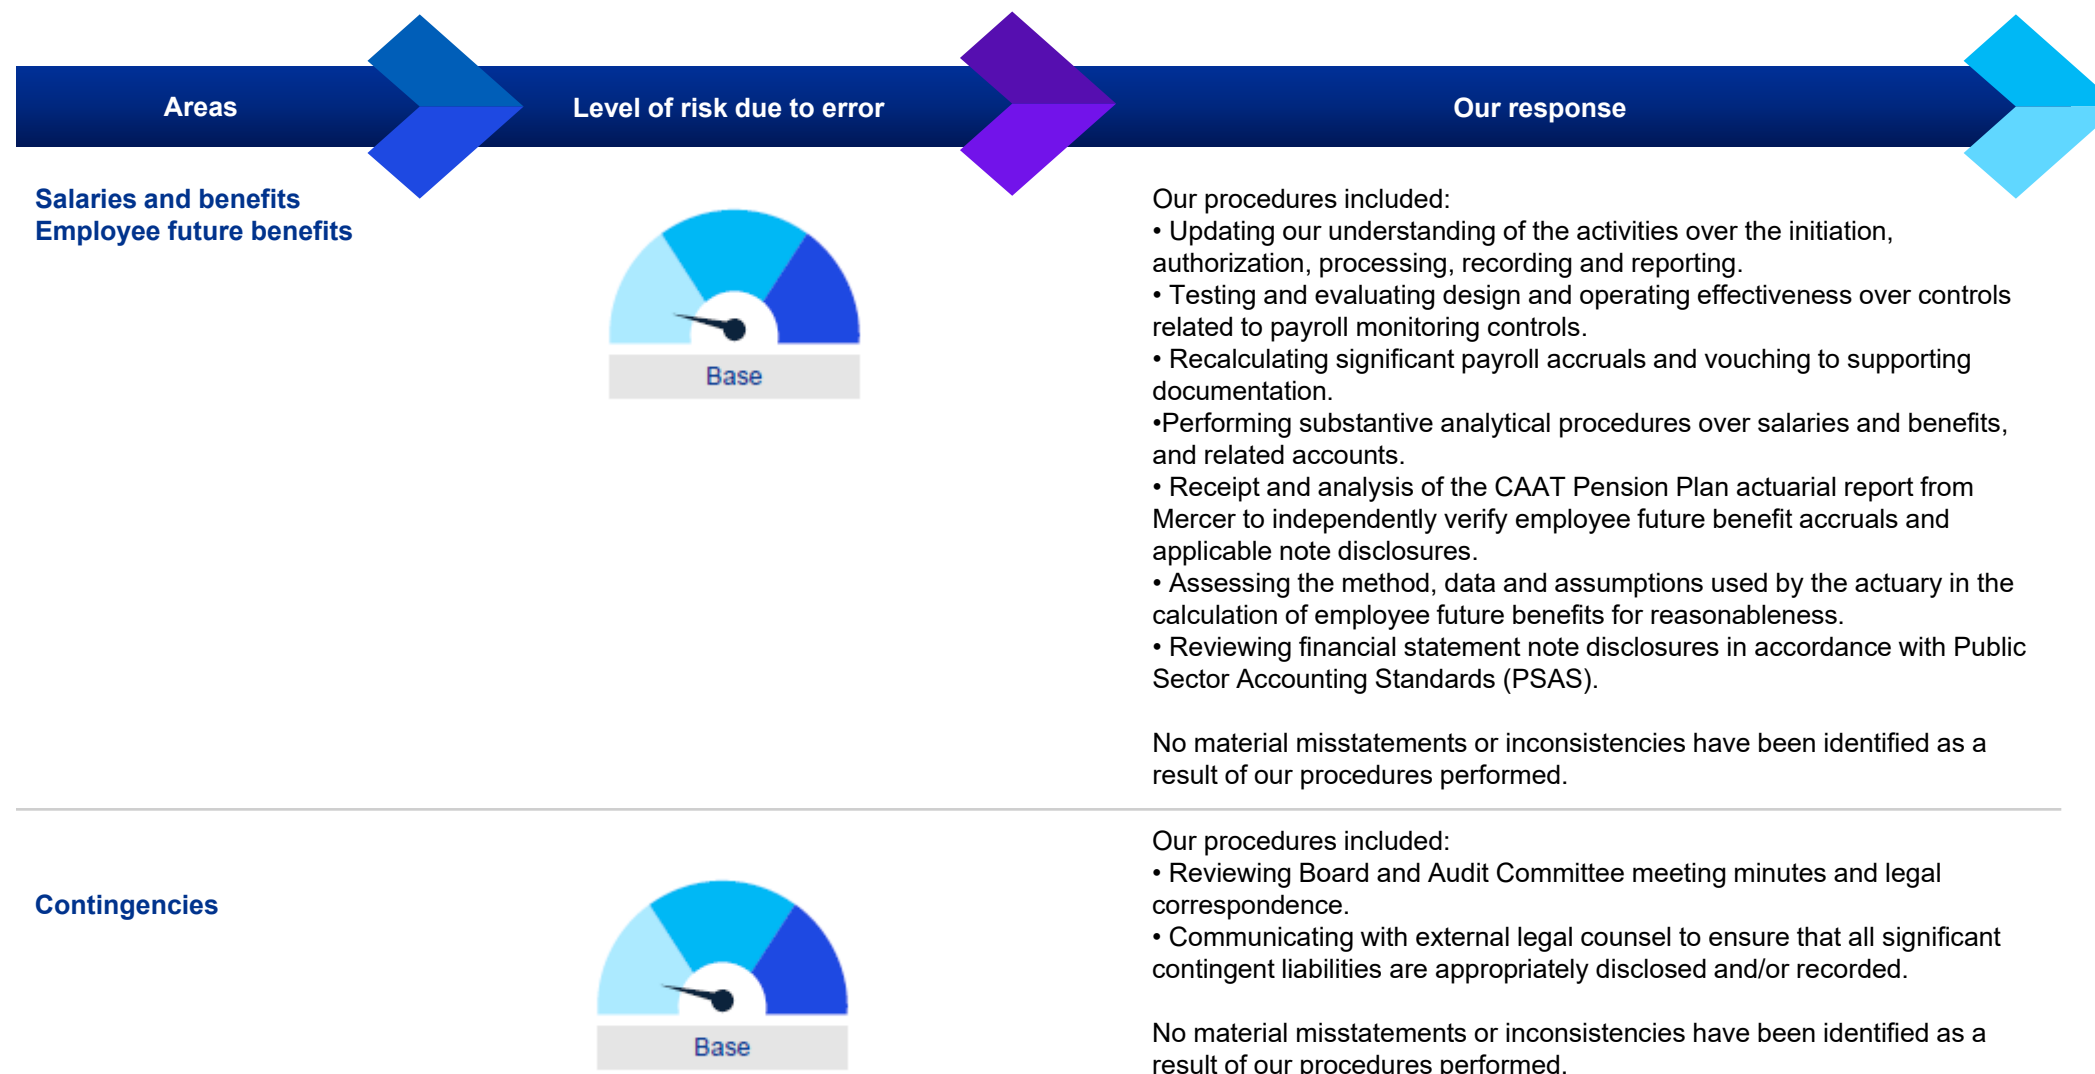 Areas
Level of risk due to error
Our response
Salaries and benefits
Employee future benefits
Base
Our procedures included:
• Updating our understanding of the activities over the initiation,
authorization, processing, recording and reporting.
• Testing and evaluating design and operating effectiveness over controls
related to payroll monitoring controls.
• Recalculating significant payroll accruals and vouching to supporting
documentation.
•Performing substantive analytical procedures over salaries and benefits,
and related accounts.
• Receipt and analysis of the CAAT Pension Plan actuarial report from
Mercer to independently verify employee future benefit accruals and
applicable note disclosures.
• Assessing the method, data and assumptions used by the actuary in the
calculation of employee future benefits for reasonableness.
• Reviewing financial statement note disclosures in accordance with Public
Sector Accounting Standards (PSAS).
No material misstatements or inconsistencies have been identified as a
result of our procedures performed.
Contingencies
Base
Our procedures included:
• Reviewing Board and Audit Committee meeting minutes and legal
correspondence.
• Communicating with external legal counsel to ensure that all significant
contingent liabilities are appropriately disclosed and/or recorded.
No material misstatements or inconsistencies have been identified as a
result of our procedures performed.